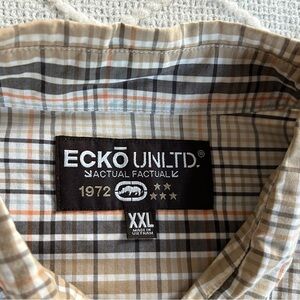 ECKŌ UNLTD.®
ACTUAL FACTUAL
1972
XXL
MADE IN
VIETNAM